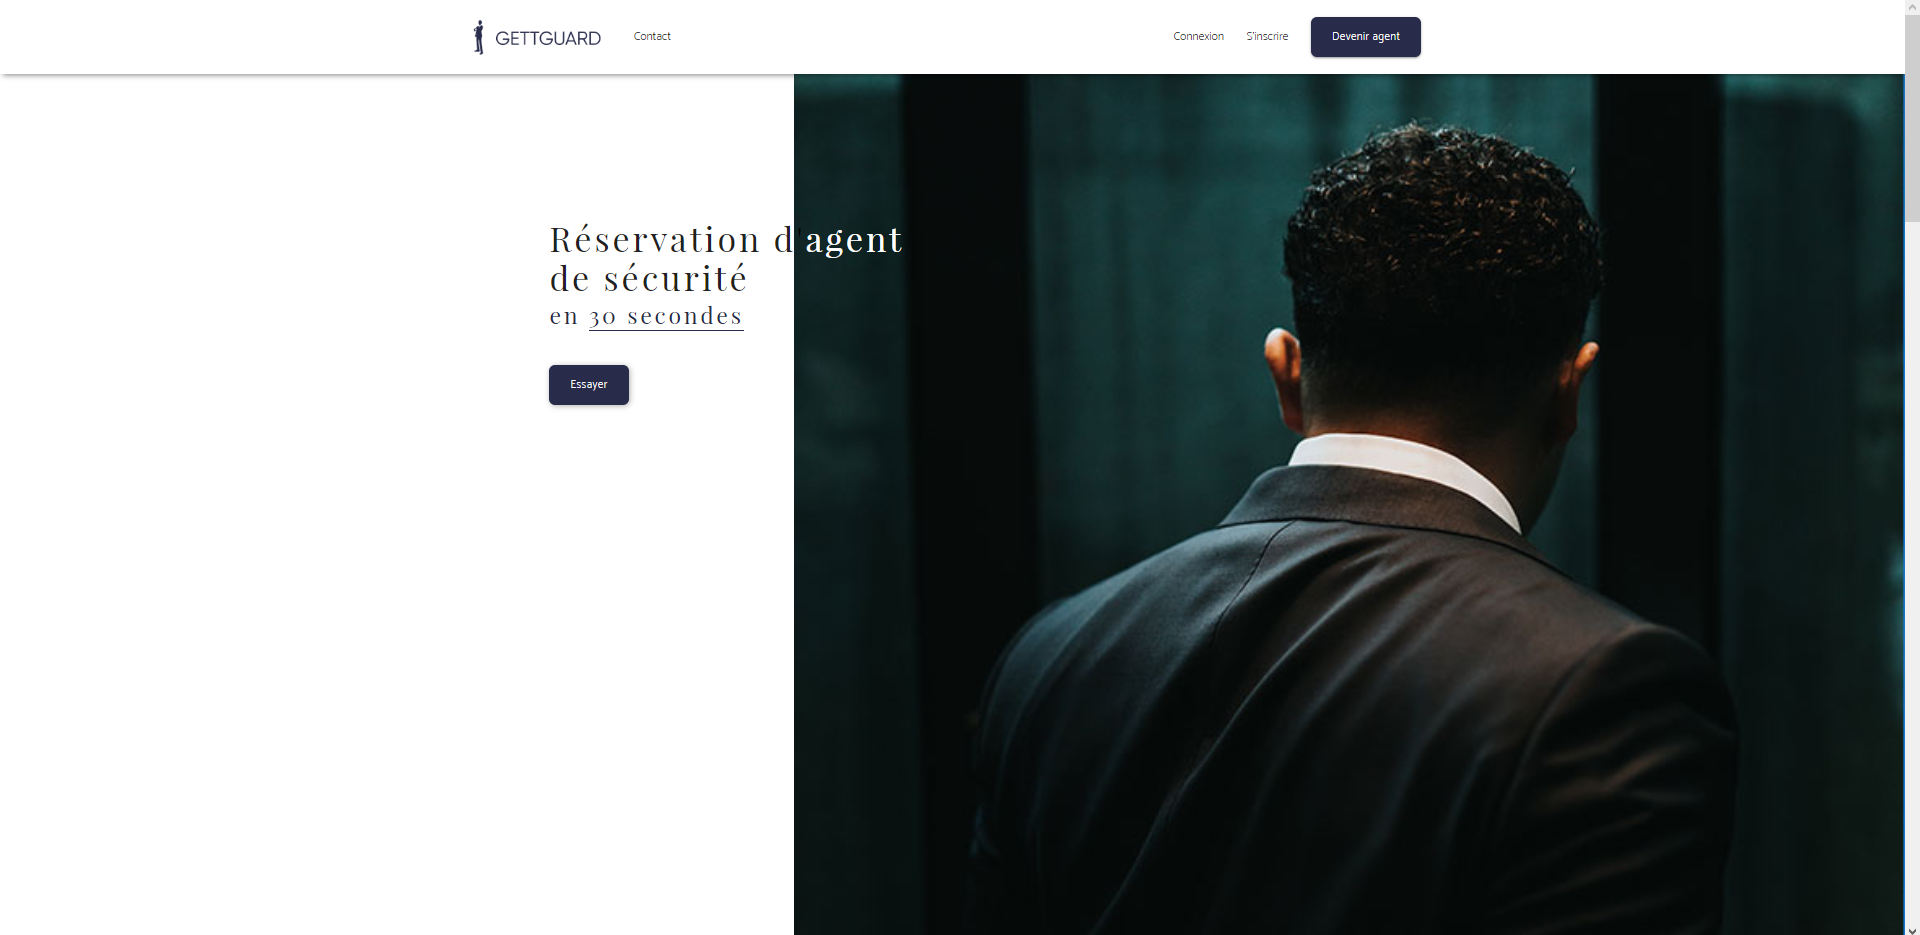 GETTGUARD
Contact
Connexion
S'inscrire
Devenir agent
Réservation d'agent
de sécurité
en 30 secondes
Essayer